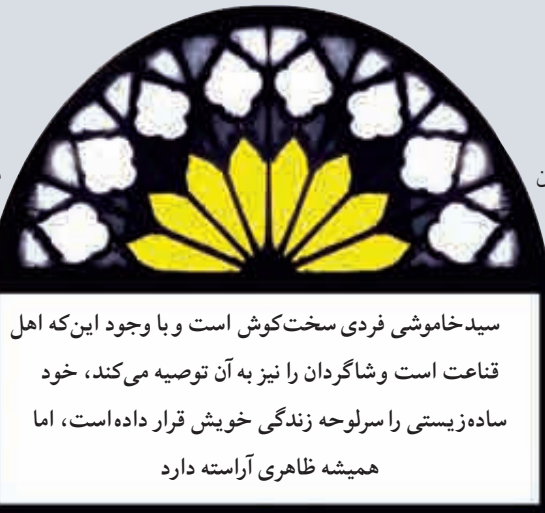 سیدخاموشی فردی سخت‌کوش است و با وجود این‌که اهل
قناعت است و شاگردان را نیز به آن توصیه می‌کند، خود
ساده‌زیستی را سرلوحه زندگی خویش قرار داده‌است، اما
همیشه ظاهری آراسته دارد